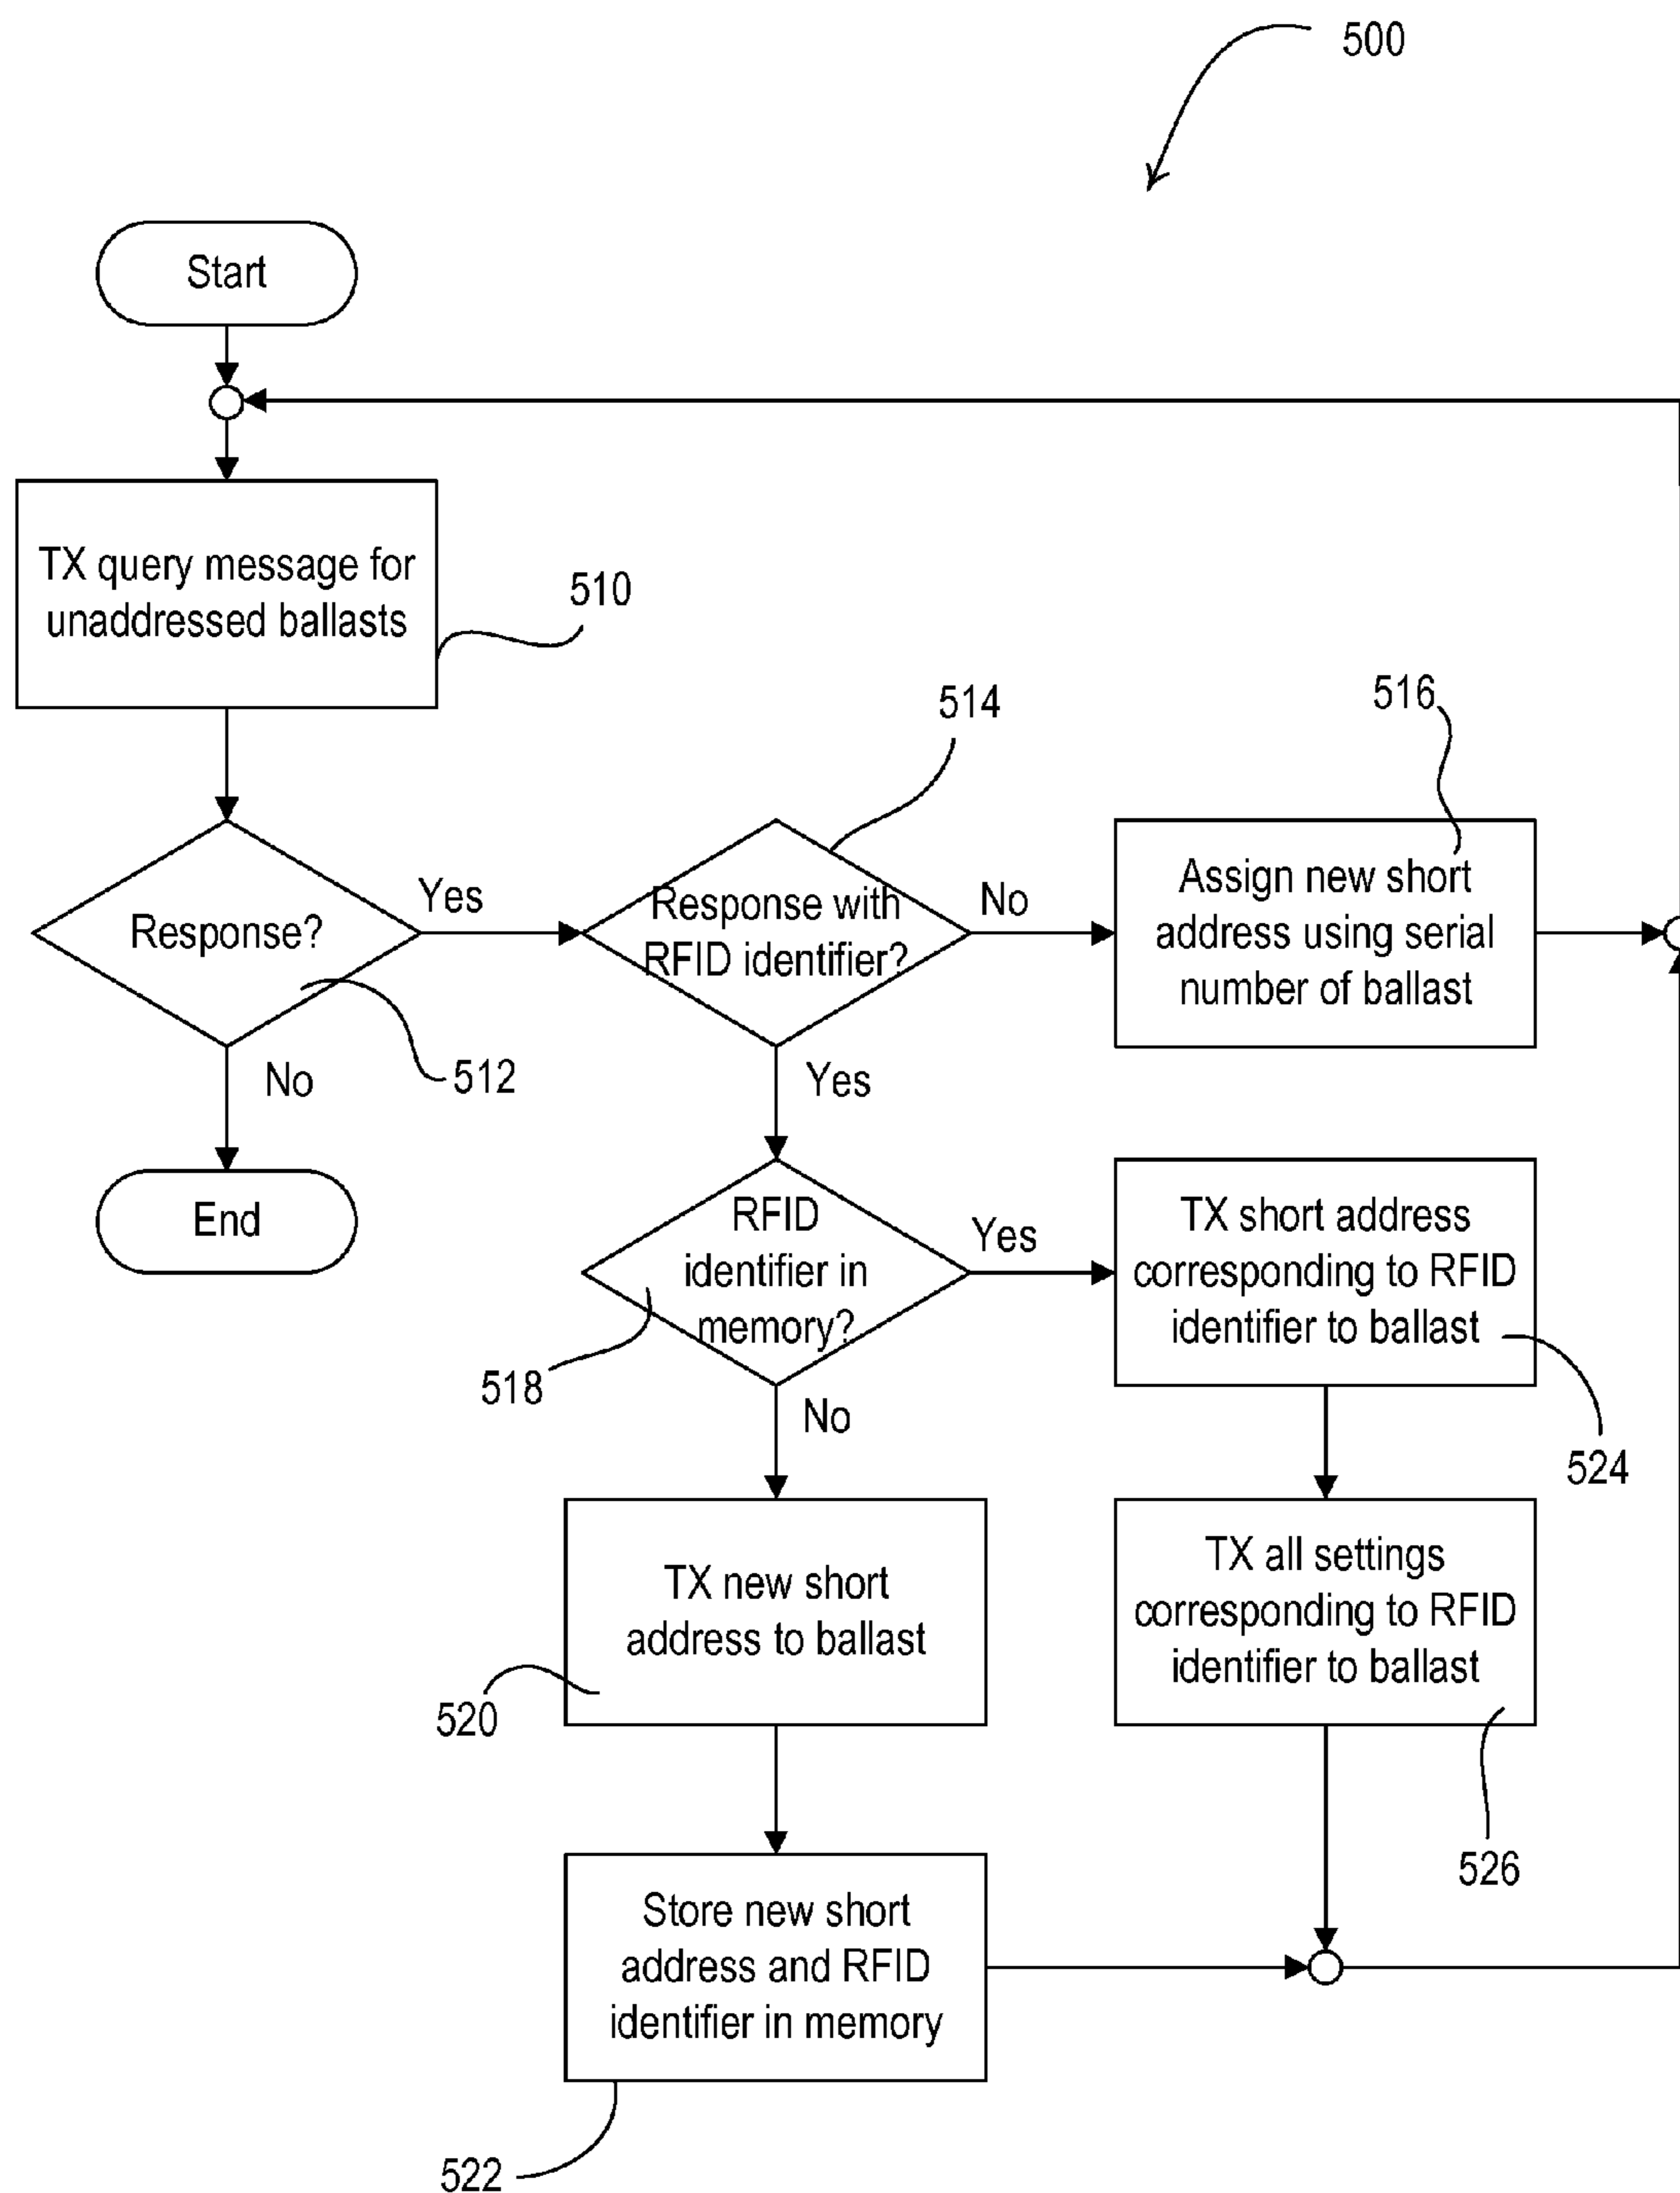 500
Start
TX query message for
unaddressed ballasts
510
514
516
Response?
Yes
Response with
RFID identifier?
No
Assign new short
address using serial
number of ballast
No
512
Yes
End
RFID
identifier in
memory?
Yes
TX short address
corresponding to RFID
identifier to ballast
518
No
524
TX new short
address to ballast
TX all settings
corresponding to RFID
identifier to ballast
520
526
Store new short
address and RFID
identifier in memory
522